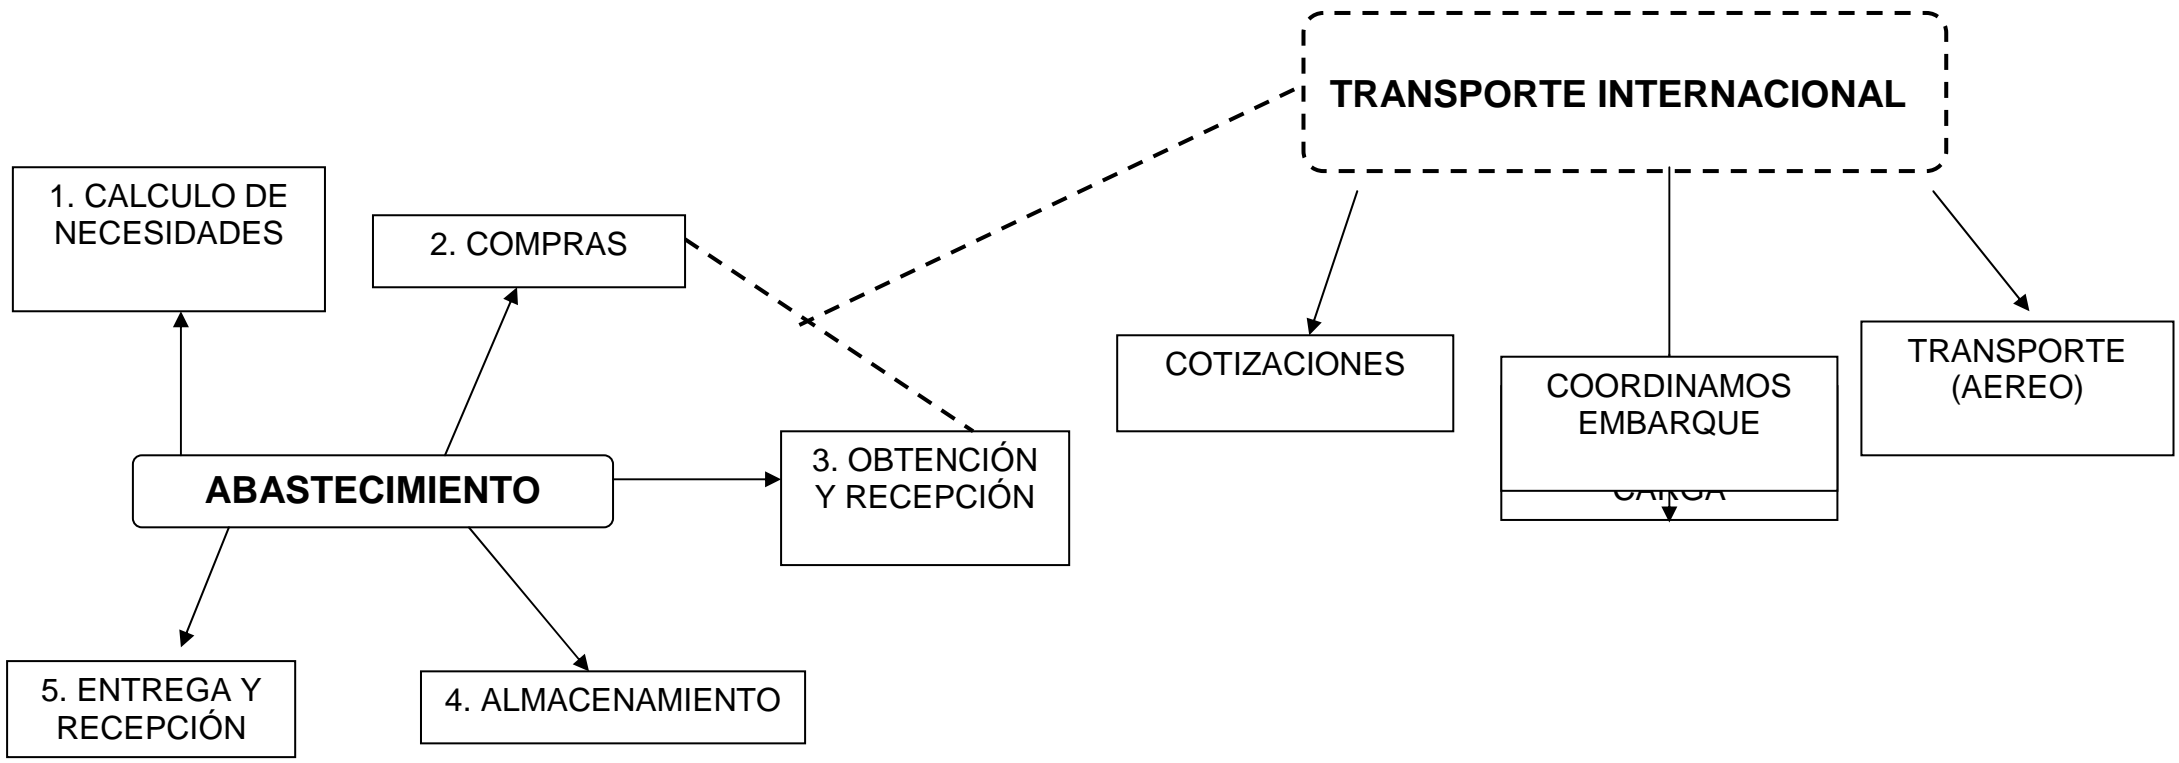 TRANSPORTE INTERNACIONAL
1. CALCULO DE
NECESIDADES
2. COMPRAS
COTIZACIONES
COORDINAMOS
EMBARQUE
CARGA
TRANSPORTE
(AEREO)
ABASTECIMIENTO
3. OBTENCIÓN
Y RECEPCIÓN
5. ENTREGA Y
RECEPCIÓN
4. ALMACENAMIENTO